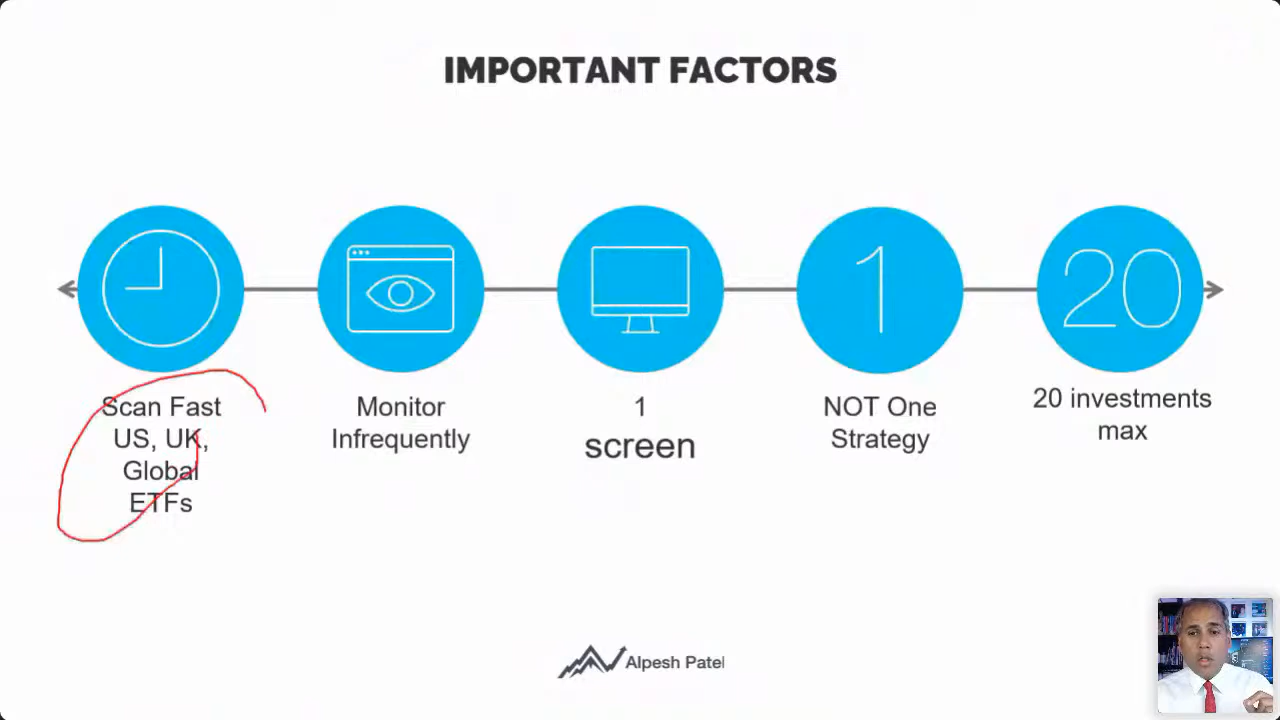 IMPORTANT FACTORS
1
20
Scan Fast
US, UK,
Global
ETFs
Monitor
Infrequently
1
screen
NOT One
Strategy
20 investments
max
Alpesh Patel